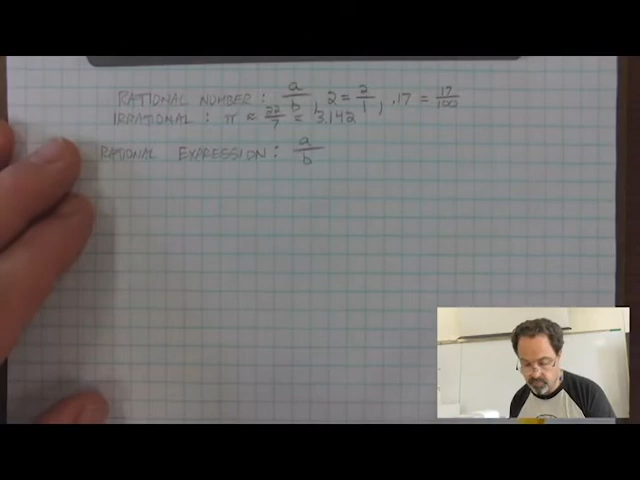 RATIONAL NUMBER : a/b , 2 = 2/1 , .17 = 17/100
IRRATIONAL : π ≈ 22/7 = 3.142
RATIONAL EXPRESSION : a/b